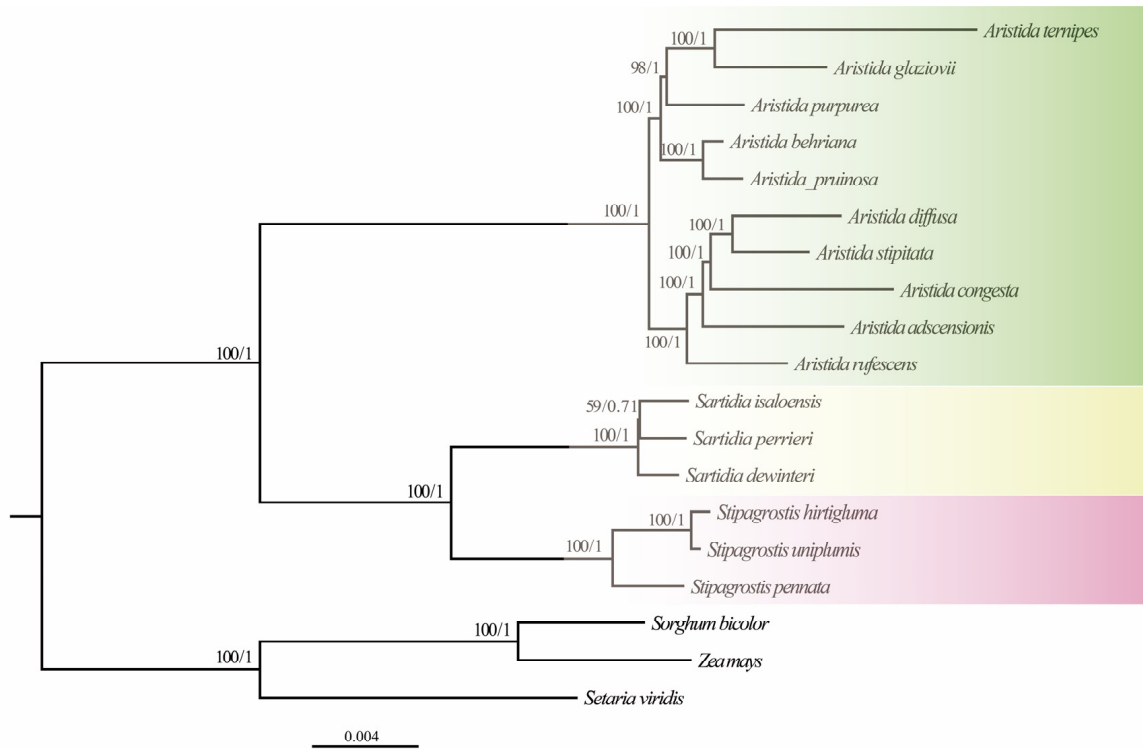 100/1 Aristida ternipes
98/1 Aristida glaziovii
100/1 Aristida purpurea
100/1 Aristida behriana
Aristida_pruinosa
100/1 Aristida diffusa
100/1
100/1 Aristida stipitata
100/1 Aristida congesta
100/1 Aristida adscensionis
100/1 Aristida rufescens
59/0.71 Sartidia isaloensis
100/1 Sartidia perrieri
Sartidia dewinteri
100/1
100/1 Stipagrostis hirtigluma
100/1 Stipagrostis uniplumis
Stipagrostis pennata
100/1 Sorghum bicolor
100/1 Zea mays
Setaria viridis
0.004